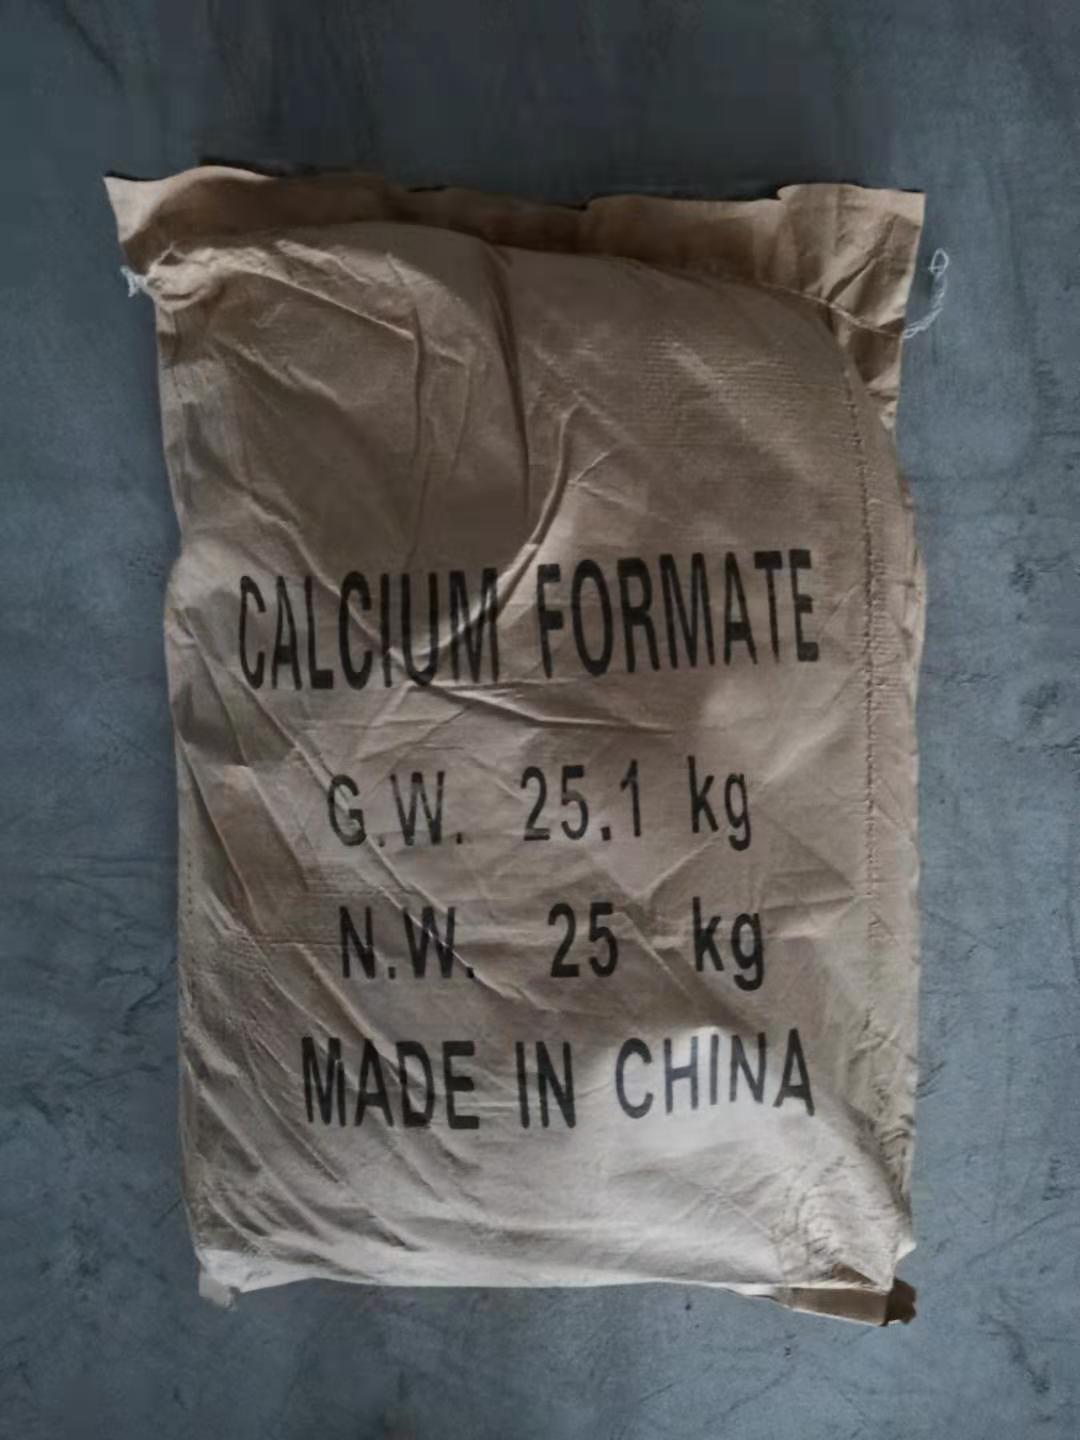 CALCIUM FORMATE
G.W. 25.1 kg
N.W. 25 kg
MADE IN CHINA